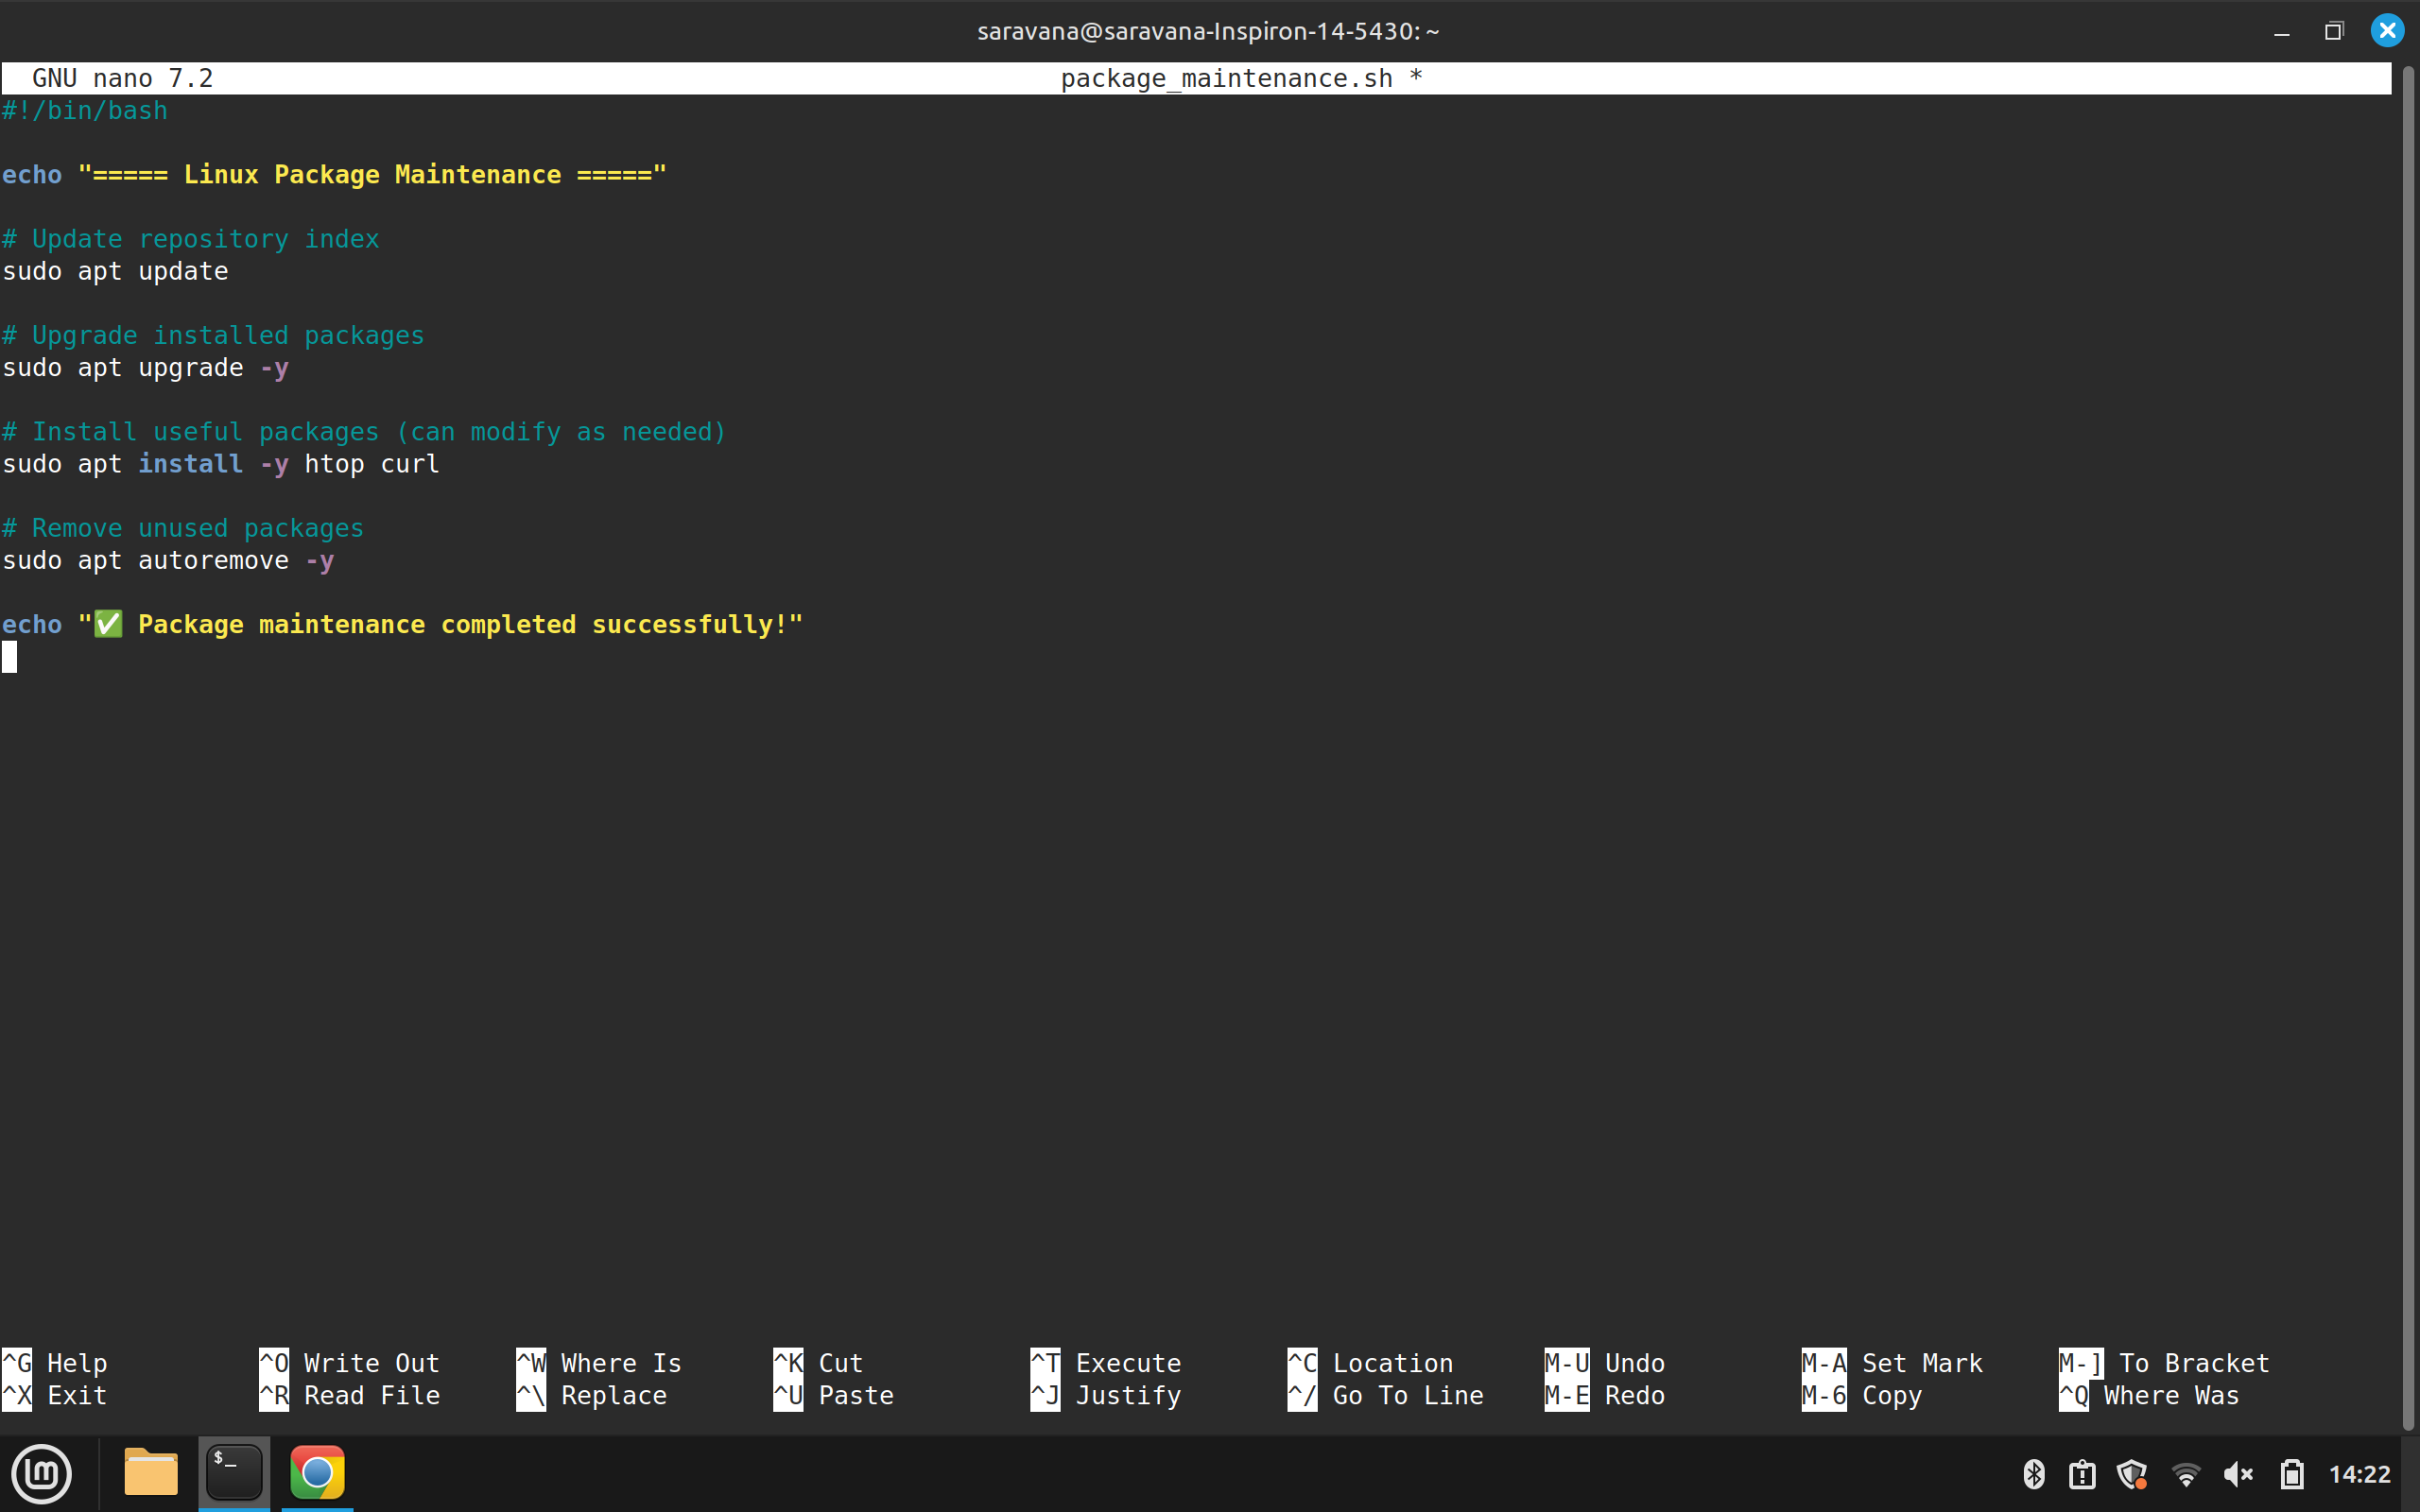 saravana@saravana-Inspiron-14-5430: ~
GNU nano 7.2 package_maintenance.sh *
#!/bin/bash
echo "===== Linux Package Maintenance ====="
# Update repository index
sudo apt update
# Upgrade installed packages
sudo apt upgrade -y
# Install useful packages (can modify as needed)
sudo apt install -y htop curl
# Remove unused packages
sudo apt autoremove -y
echo "✅ Package maintenance completed successfully!"
^G Help ^O Write Out ^W Where Is ^K Cut ^T Execute ^C Location M-U Undo M-A Set Mark M-] To Bracket
^X Exit ^R Read File ^\ Replace ^U Paste ^J Justify ^/ Go To Line M-E Redo M-6 Copy ^Q Where Was
$_
14:22